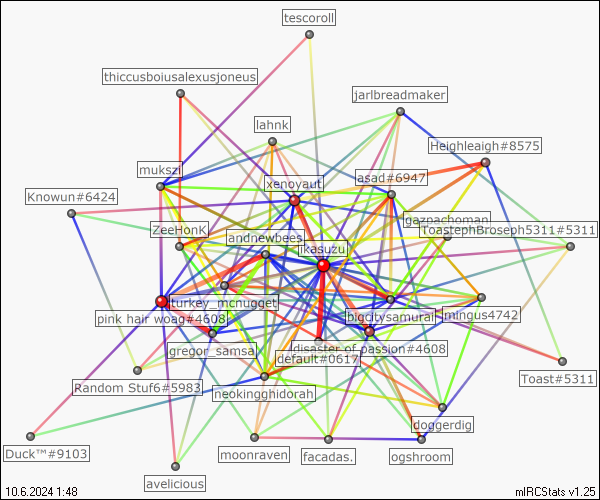 tescoroll
thiccusboiusalexusjoneus
jarlbreadmaker
lahnk
Heighleaigh#8575
mukszi
asad#6947
xenoyaut
Knowun#6424
gazpachoman
ToastephBroseph5311#5311
ZeeHonK
andnewbees
likasuzu
turkey_mcnugget
pink hair woag#4608
bigcitysamurai
mingus4742
gregor_samsa
disaster of passion#4608
default#0617
Toast#5311
Random Stuf6#5983
neokingghidorah
doggerdig
Duck™#9103
moonraven
facadas.
ogshroom
avelicious
10.6.2024 1:48
mIRCStats v1.25